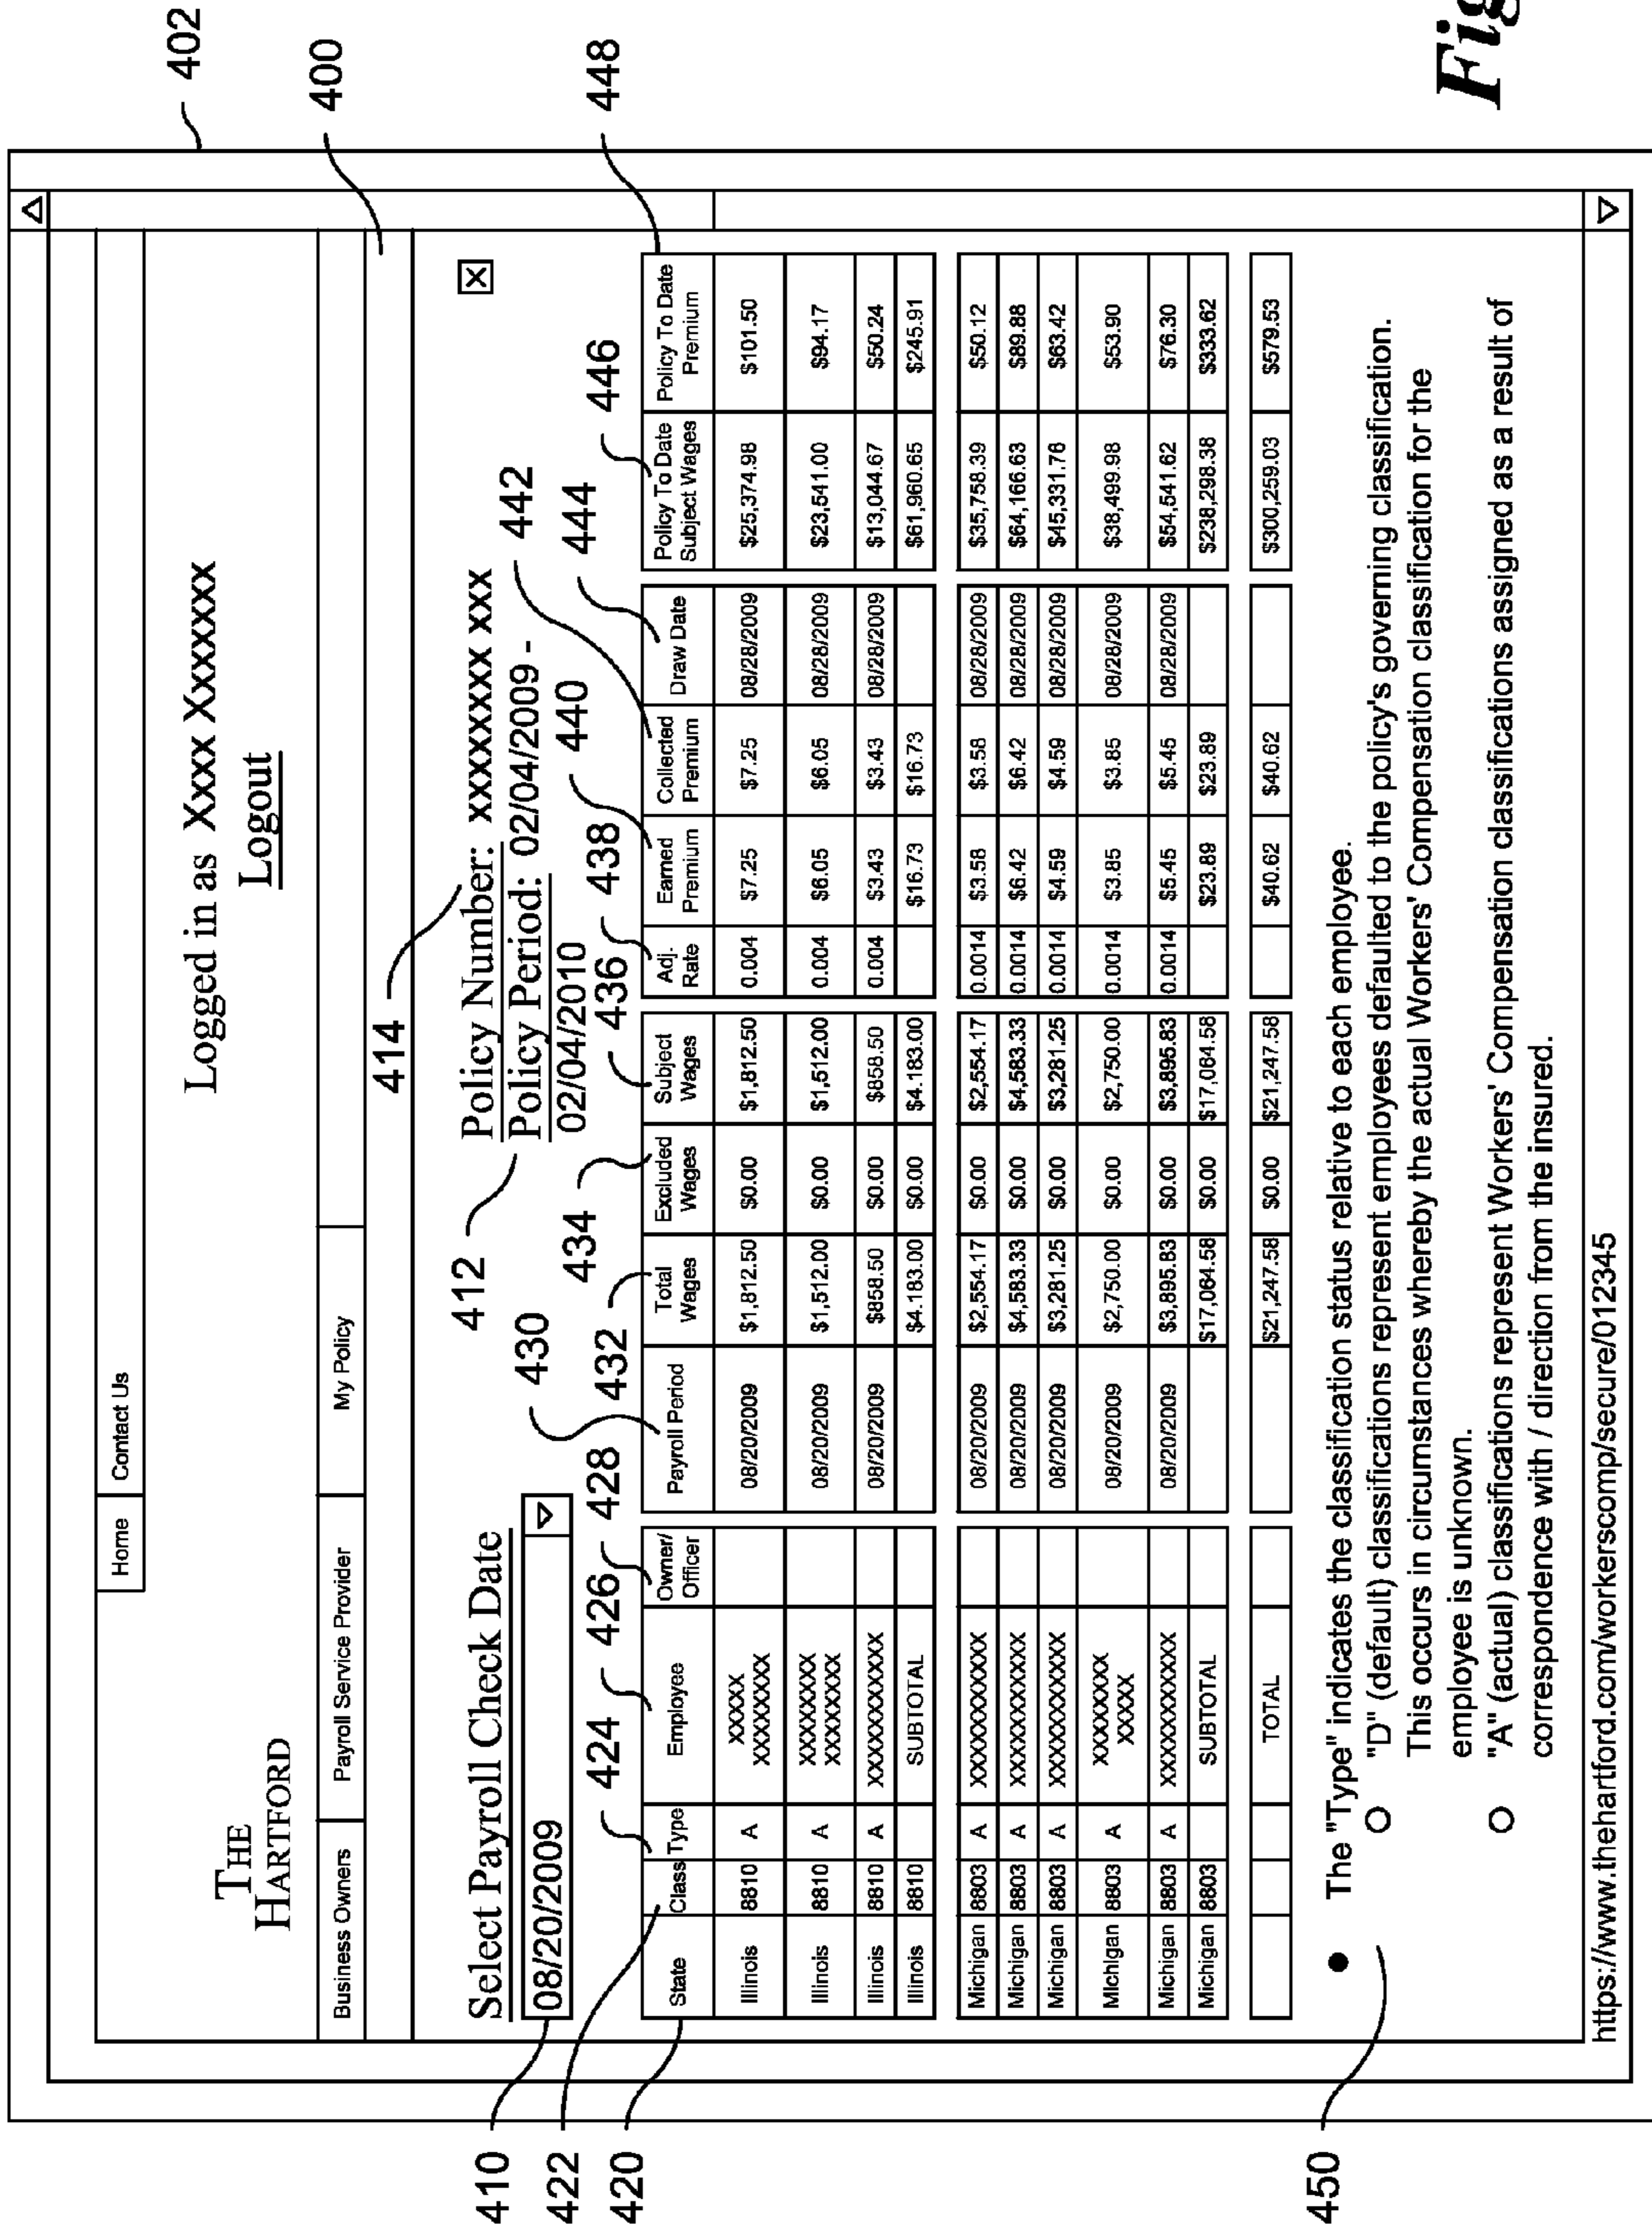 402
Home Contact Us
THE
HARTFORD
Logged in as Xxxx Xxxxxxx
Logout
Business Owners Payroll Service Provider My Policy
400
414
412
Select Payroll Check Date
Policy Number: xxxxxxxx xxx
410
08/20/2009
Policy Period: 02/04/2009 -
02/04/2010
422 424 426 428 430 432 434 436 438 440 442 444 446 448
420
State Class Type Employee Owner/ Officer Payroll Period Total Wages Excluded Wages Subject Wages Adj. Rate Earned Premium Collected Premium Draw Date Policy To Date Subject Wages Policy To Date Premium
Illinois 8810 A XXXXX XXXXXXXX 08/20/2009 $1,812.50 $0.00 $1,812.50 0.004 $7.25 $7.25 08/28/2009 $25,374.98 $101.50
Illinois 8810 A XXXXXXX XXXXXXXX 08/20/2009 $1,512.00 $0.00 $1,512.00 0.004 $6.05 $6.05 08/28/2009 $23,541.00 $94.17
Illinois 8810 A XXXXXXXXXXX 08/20/2009 $858.50 $0.00 $858.50 0.004 $3.43 $3.43 08/28/2009 $13,044.67 $50.24
Illinois 8810 SUBTOTAL $4.183.00 $0.00 $4.183.00 $16.73 $16.73 $61,960.65 $245.91
Michigan 8803 A XXXXXXXXXXXX 08/20/2009 $2,554.17 $0.00 $2,554.17 0.0014 $3.58 $3.58 08/28/2009 $35,758.39 $50.12
Michigan 8803 A XXXXXXXXXXX 08/20/2009 $4,583.33 $0.00 $4,583.33 0.0014 $6.42 $6.42 08/28/2009 $64,166.63 $89.88
Michigan 8803 A XXXXXXXXXXX 08/20/2009 $3,281.25 $0.00 $3,281.25 0.0014 $4.59 $4.59 08/28/2009 $45,331.76 $63.42
Michigan 8803 A XXXXXXX XXXX 08/20/2009 $2,750.00 $0.00 $2,750.00 0.0014 $3.85 $3.85 08/28/2009 $38,499.98 $53.90
Michigan 8803 A XXXXXXXXXXX 08/20/2009 $3,895.83 $0.00 $3,895.83 0.0014 $5.45 $5.45 08/28/2009 $54,541.62 $76.30
Michigan 8803 SUBTOTAL $17,064.58 $0.00 $17,064.58 $23.89 $23.89 $238,298.38 $333.62
TOTAL $21,247.58 $0.00 $21,247.58 $40.62 $40.62 $300,259.03 $579.53
450
● The "Type" indicates the classification status relative to each employee.
○ "D" (default) classifications represent employees defaulted to the policy's governing classification.
This occurs in circumstances whereby the actual Workers' Compensation classification for the
employee is unknown.
○ "A" (actual) classifications represent Workers' Compensation classifications assigned as a result of
correspondence with / direction from the insured.
https://www.thehartford.com/workerscomp/secure/012345